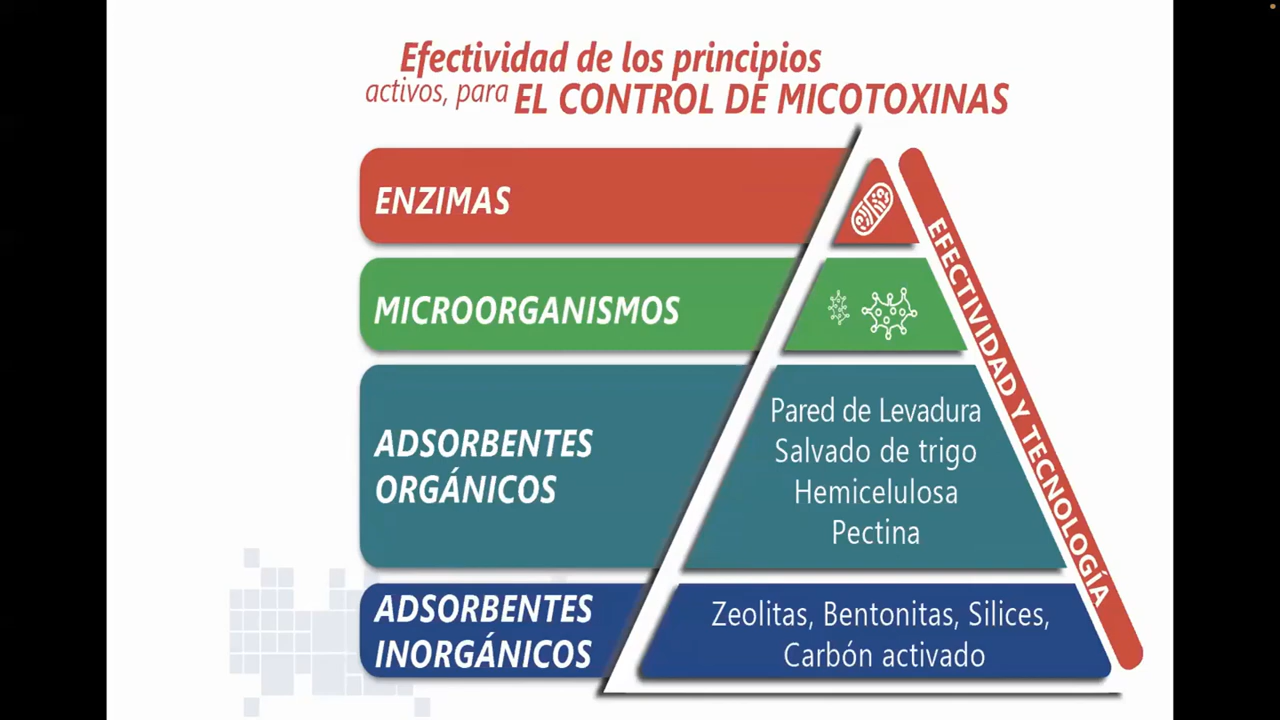 Efectividad de los principios
activos, para EL CONTROL DE MICOTOXINAS
ENZIMAS
MICROORGANISMOS
ADSORBENTES
ORGÁNICOS
Pared de Levadura
Salvado de trigo
Hemicelulosa
Pectina
ADSORBENTES
INORGÁNICOS
Zeolitas, Bentonitas, Silices,
Carbón activado
EFECTIVIDAD Y TECNOLOGÍA